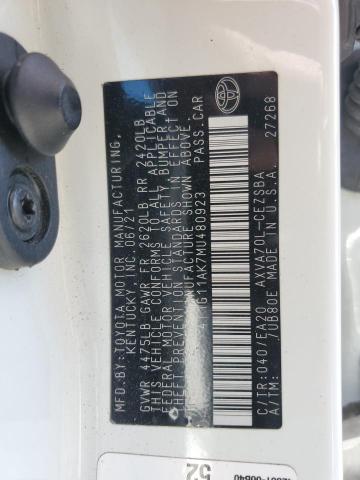 MFD.BY:TOYOTA MOTOR MANUFACTURING,
KENTUCKY, INC. 06/21
GVWR 4475LB GAWR FR 2620LB RR 2420LB
THIS VEHICLE CONFORMS TO ALL APPLICABLE
FEDERAL MOTOR VEHICLE SAFETY, BUMPER AND
THEFT PREVENTION STANDARDS IN EFFECT ON
THE DATE OF MANUFACTURE SHOWN ABOVE.
G11AK7MU480923 PASS.CAR
C/TR:040/EA20 AXVA70L-CEZSBA
A/TM: /UB80E MADE IN U.S.A. 27268
52